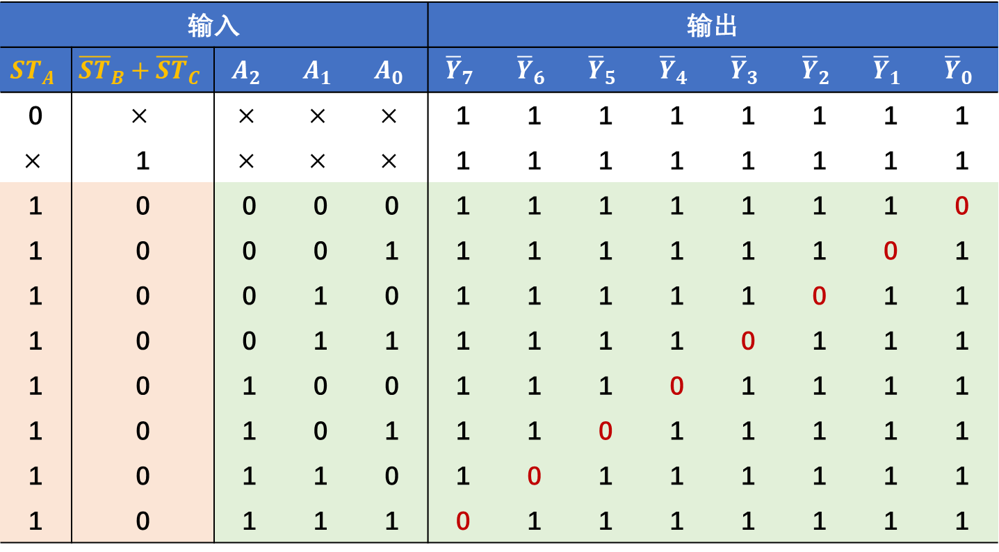 输入 输出
ST_A \overline{ST}_B + \overline{ST}_C A_2 A_1 A_0 \overline{Y}_7 \overline{Y}_6 \overline{Y}_5 \overline{Y}_4 \overline{Y}_3 \overline{Y}_2 \overline{Y}_1 \overline{Y}_0
0 × × × × 1 1 1 1 1 1 1 1
× 1 × × × 1 1 1 1 1 1 1 1
1 0 0 0 0 1 1 1 1 1 1 1 0
1 0 0 0 1 1 1 1 1 1 1 0 1
1 0 0 1 0 1 1 1 1 1 0 1 1
1 0 0 1 1 1 1 1 1 0 1 1 1
1 0 1 0 0 1 1 1 0 1 1 1 1
1 0 1 0 1 1 1 0 1 1 1 1 1
1 0 1 1 0 1 0 1 1 1 1 1 1
1 0 1 1 1 0 1 1 1 1 1 1 1